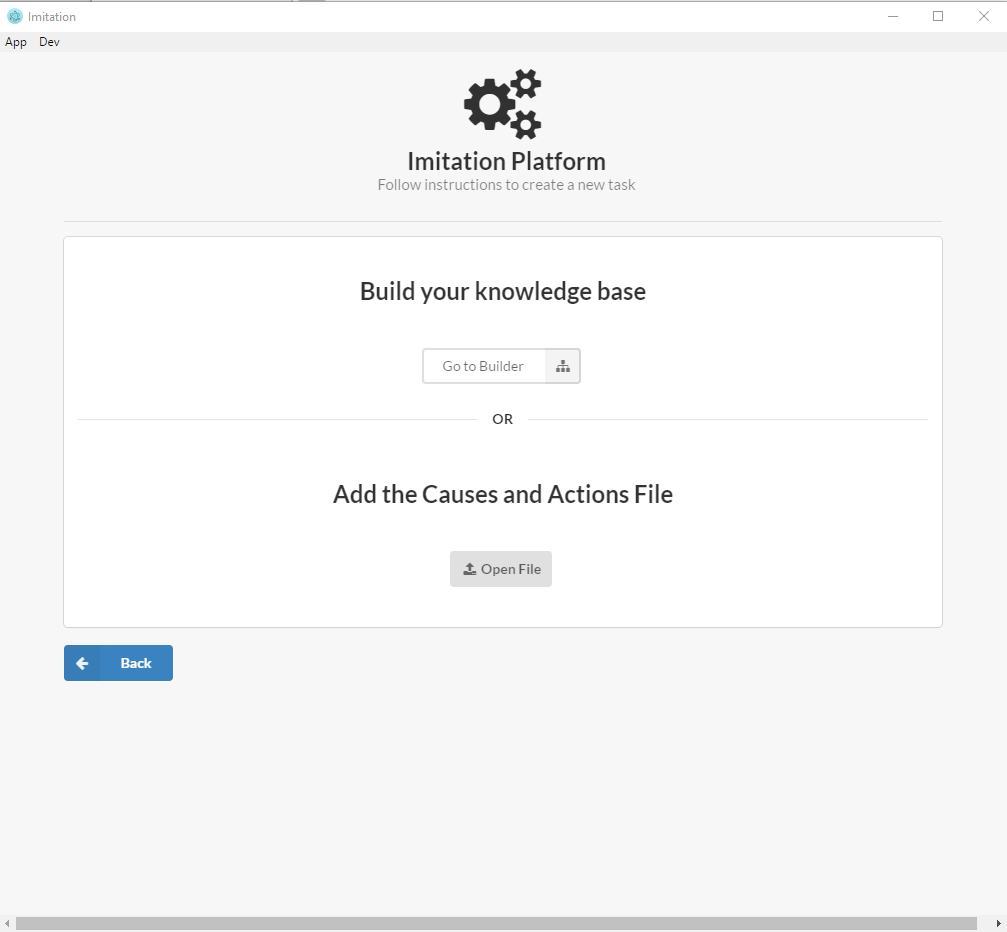 Imitation
App Dev
Imitation Platform
Follow instructions to create a new task
Build your knowledge base
Go to Builder
OR
Add the Causes and Actions File
Open File
Back